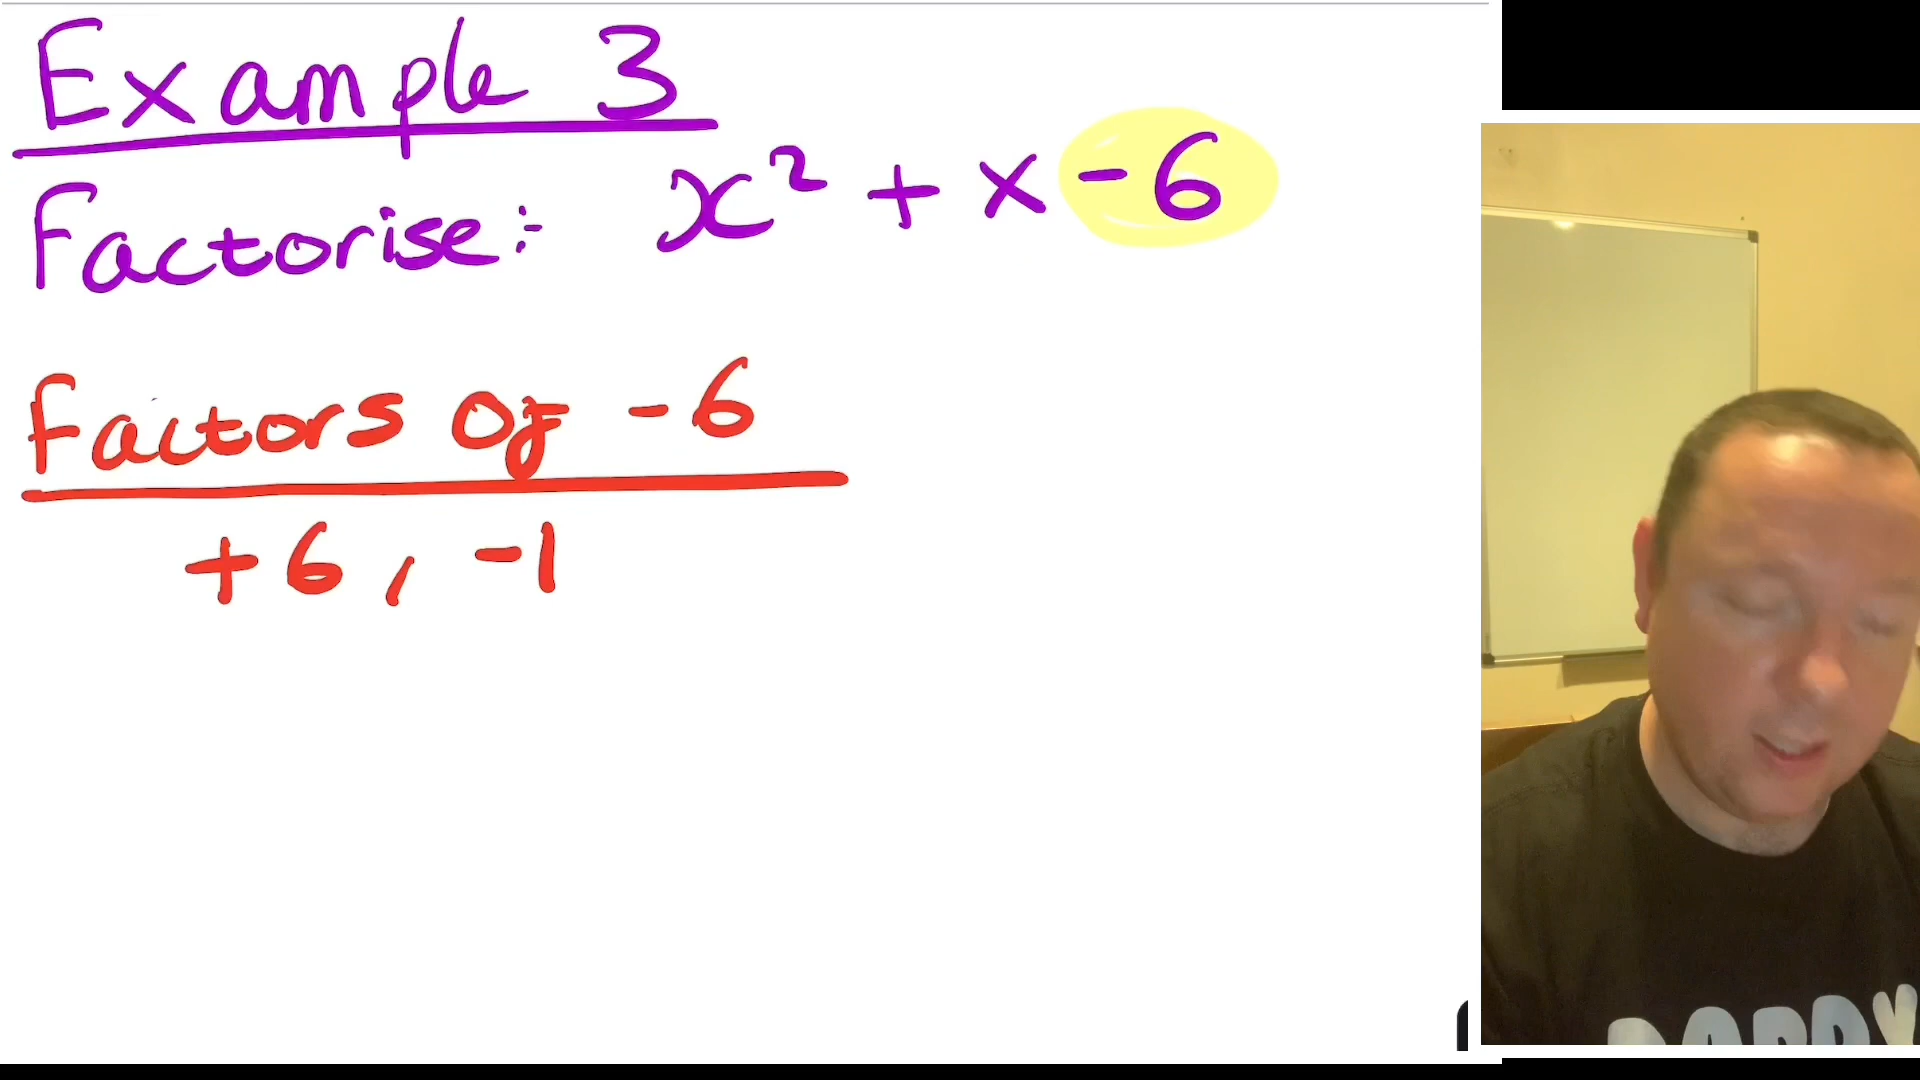 Example 3
Factorise:- x² + x - 6
Factors of -6
+6, -1